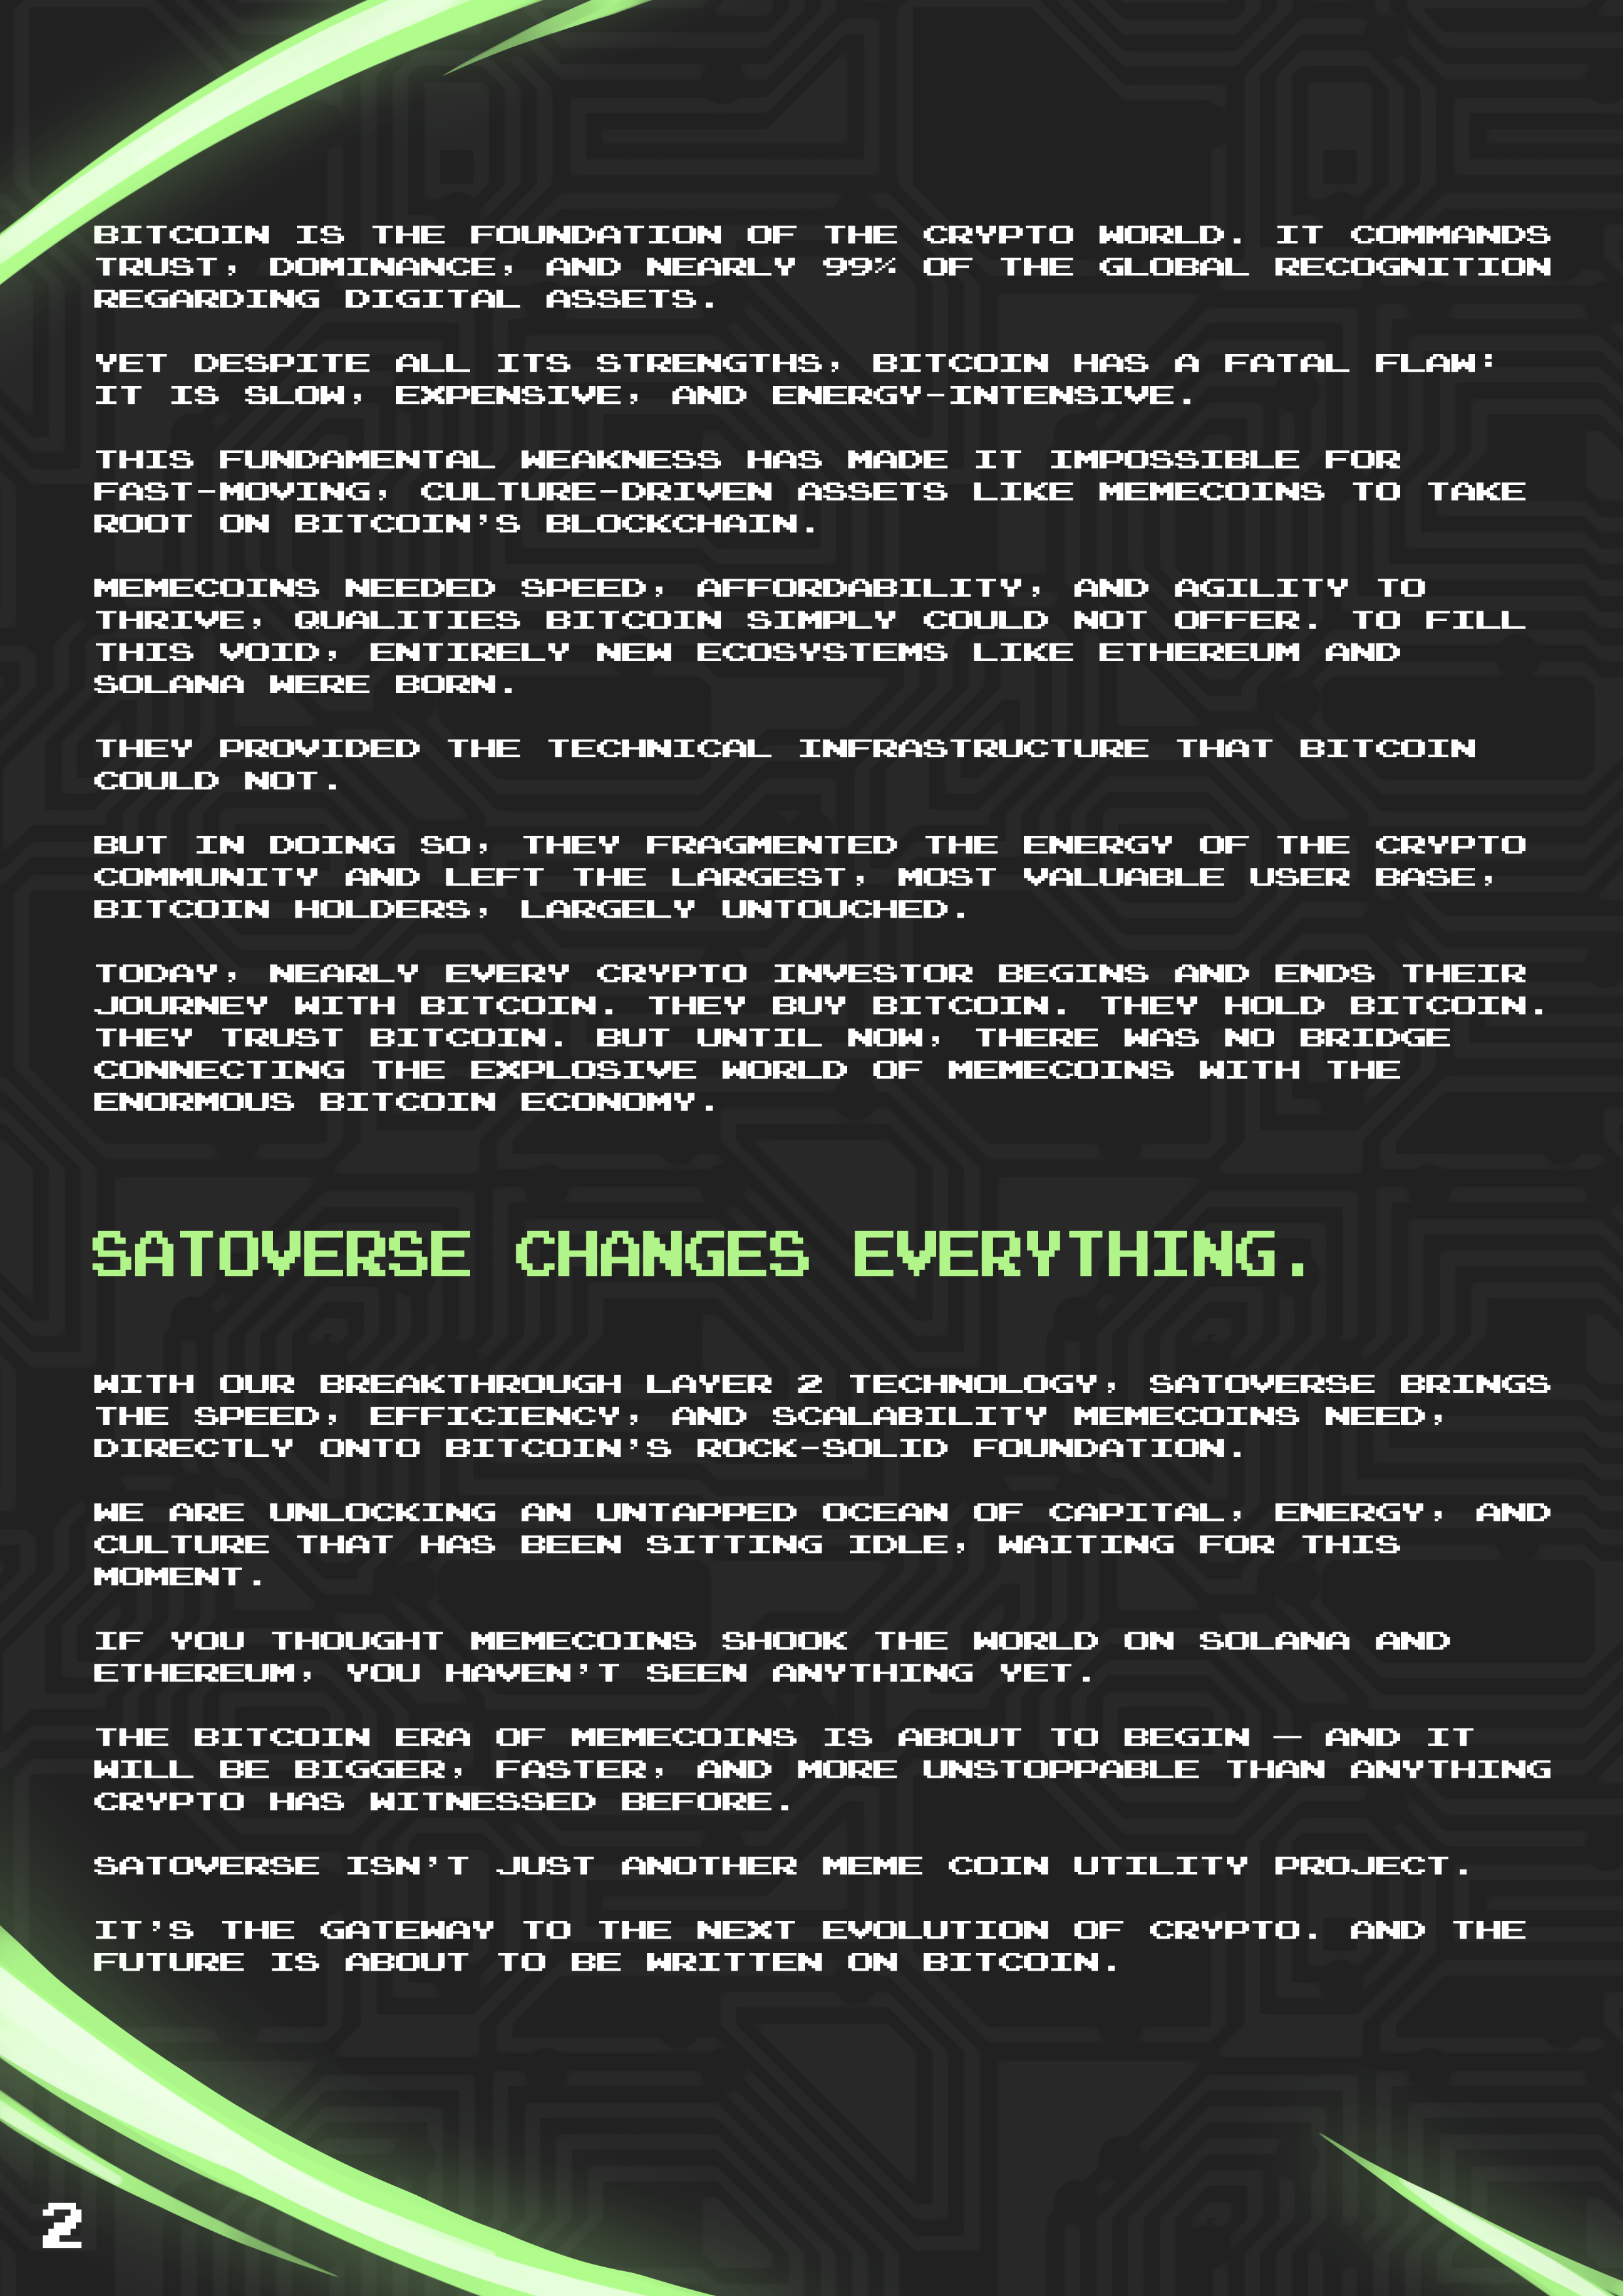 BITCOIN IS THE FOUNDATION OF THE CRYPTO WORLD. IT COMMANDS
TRUST, DOMINANCE, AND NEARLY 99% OF THE GLOBAL RECOGNITION
REGARDING DIGITAL ASSETS.
YET DESPITE ALL ITS STRENGTHS, BITCOIN HAS A FATAL FLAW:
IT IS SLOW, EXPENSIVE, AND ENERGY-INTENSIVE.
THIS FUNDAMENTAL WEAKNESS HAS MADE IT IMPOSSIBLE FOR
FAST-MOVING, CULTURE-DRIVEN ASSETS LIKE MEMECOINS TO TAKE
ROOT ON BITCOIN'S BLOCKCHAIN.
MEMECOINS NEEDED SPEED, AFFORDABILITY, AND AGILITY TO
THRIVE, QUALITIES BITCOIN SIMPLY COULD NOT OFFER. TO FILL
THIS VOID, ENTIRELY NEW ECOSYSTEMS LIKE ETHEREUM AND
SOLANA WERE BORN.
THEY PROVIDED THE TECHNICAL INFRASTRUCTURE THAT BITCOIN
COULD NOT.
BUT IN DOING SO, THEY FRAGMENTED THE ENERGY OF THE CRYPTO
COMMUNITY AND LEFT THE LARGEST, MOST VALUABLE USER BASE,
BITCOIN HOLDERS, LARGELY UNTOUCHED.
TODAY, NEARLY EVERY CRYPTO INVESTOR BEGINS AND ENDS THEIR
JOURNEY WITH BITCOIN. THEY BUY BITCOIN. THEY HOLD BITCOIN.
THEY TRUST BITCOIN. BUT UNTIL NOW, THERE WAS NO BRIDGE
CONNECTING THE EXPLOSIVE WORLD OF MEMECOINS WITH THE
ENORMOUS BITCOIN ECONOMY.
SATOVERSE CHANGES EVERYTHING.
WITH OUR BREAKTHROUGH LAYER 2 TECHNOLOGY, SATOVERSE BRINGS
THE SPEED, EFFICIENCY, AND SCALABILITY MEMECOINS NEED,
DIRECTLY ONTO BITCOIN'S ROCK-SOLID FOUNDATION.
WE ARE UNLOCKING AN UNTAPPED OCEAN OF CAPITAL, ENERGY, AND
CULTURE THAT HAS BEEN SITTING IDLE, WAITING FOR THIS
MOMENT.
IF YOU THOUGHT MEMECOINS SHOOK THE WORLD ON SOLANA AND
ETHEREUM, YOU HAVEN'T SEEN ANYTHING YET.
THE BITCOIN ERA OF MEMECOINS IS ABOUT TO BEGIN — AND IT
WILL BE BIGGER, FASTER, AND MORE UNSTOPPABLE THAN ANYTHING
CRYPTO HAS WITNESSED BEFORE.
SATOVERSE ISN'T JUST ANOTHER MEME COIN UTILITY PROJECT.
IT'S THE GATEWAY TO THE NEXT EVOLUTION OF CRYPTO. AND THE
FUTURE IS ABOUT TO BE WRITTEN ON BITCOIN.
2